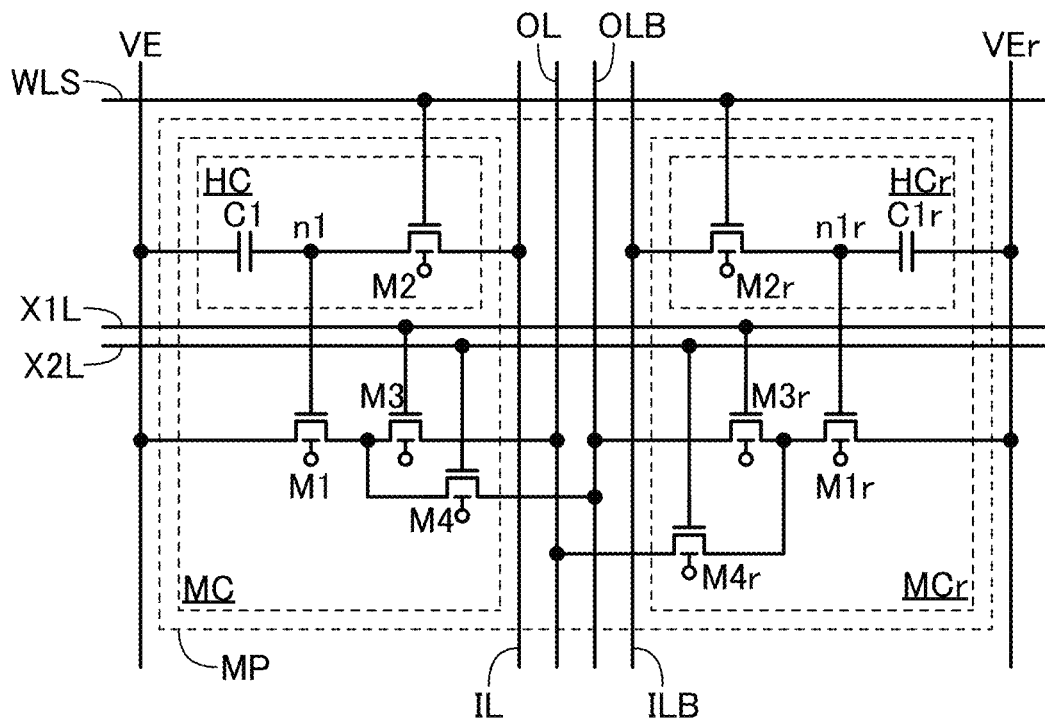 OL OLB
VE VEr
WLS
HC HCr
C1 n1 n1r C1r
M2 M2r
X1L
X2L
M3 M3r
M1 M4 M1r
M4r
MC MCr
MP IL ILB